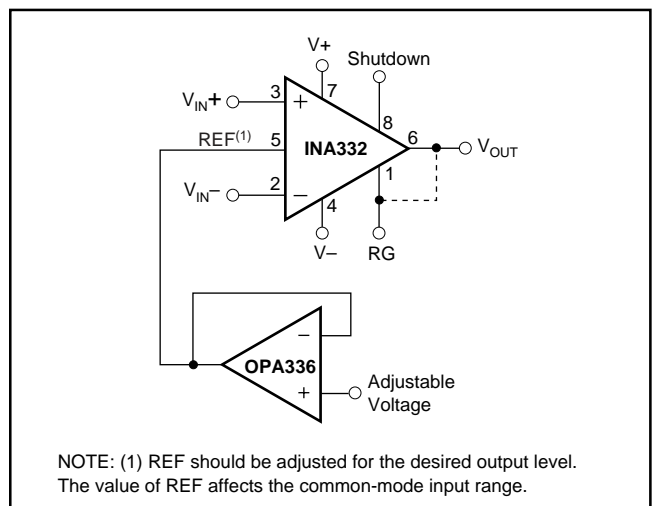 V+
Shutdown
VIN+
3
+
7
8
REF(1)
5
INA332
6
VOUT
VIN–
2
–
1
4
V–
RG
–
OPA336
+
Adjustable
Voltage
NOTE: (1) REF should be adjusted for the desired output level.
The value of REF affects the common-mode input range.